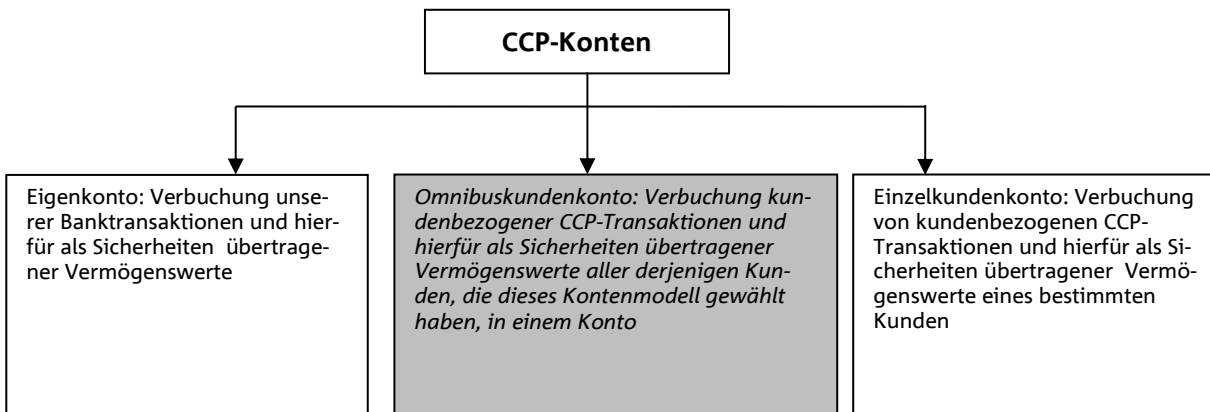 CCP-Konten
Eigenkonto: Verbuchung unse-
rer Banktransaktionen und hier-
für als Sicherheiten übertrage-
ner Vermögenswerte
Omnibuskundenkonto: Verbuchung kun-
denbezogener CCP-Transaktionen und
hierfür als Sicherheiten übertragener
Vermögenswerte aller derjenigen Kun-
den, die dieses Kontenmodell gewählt
haben, in einem Konto
Einzelkundenkonto: Verbuchung
von kundenbezogenen CCP-
Transaktionen und hierfür als Si-
cherheiten übertragener Vermö-
genswerte eines bestimmten
Kunden